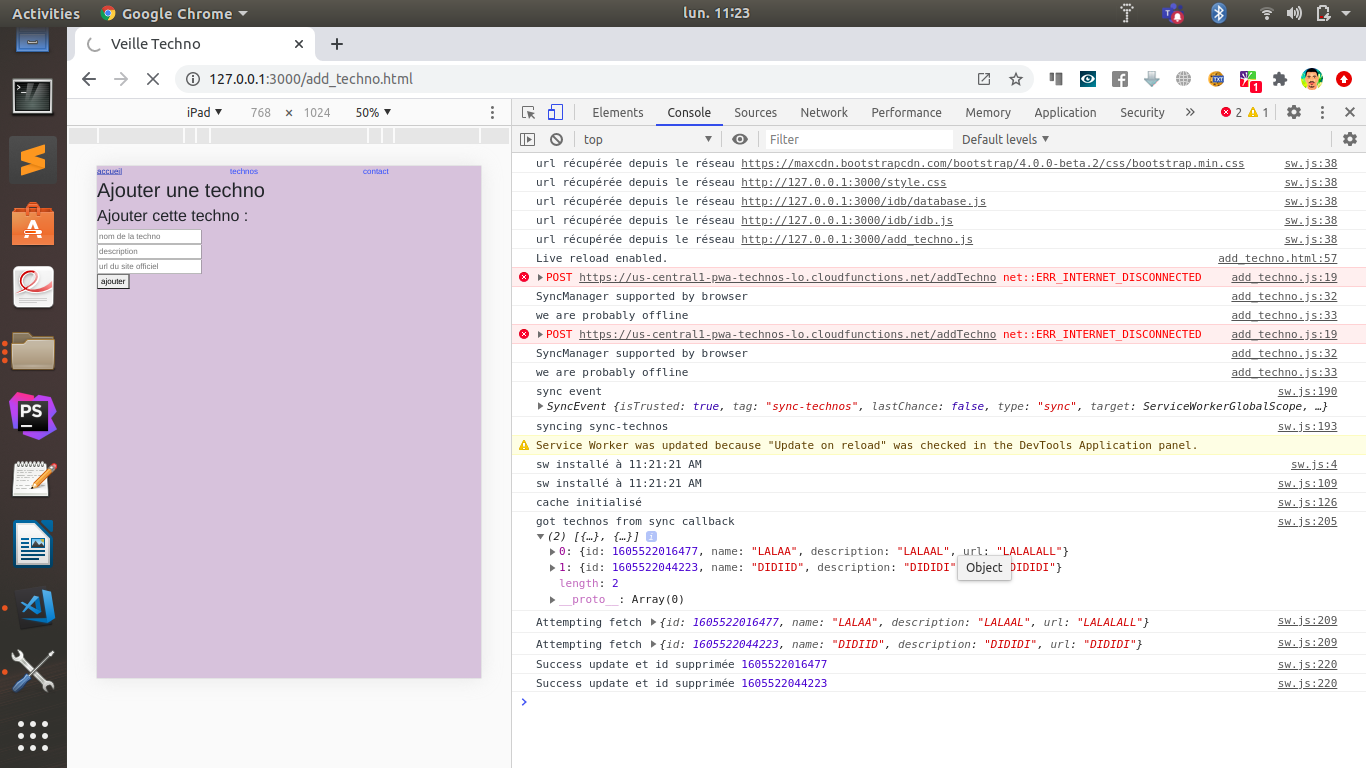 Activities Google Chrome lun. 11:23
Veille Techno
127.0.0.1:3000/add_techno.html
TXT 1
iPad 768 × 1024 50%
Elements Console Sources Network Performance Memory Application Security » 2 1
top Filter Default levels
accueil technos contact
Ajouter une techno
Ajouter cette techno :
nom de la techno
description
url du site officiel
ajouter
url récupérée depuis le réseau https://maxcdn.bootstrapcdn.com/bootstrap/4.0.0-beta.2/css/bootstrap.min.css sw.js:38
url récupérée depuis le réseau http://127.0.0.1:3000/style.css sw.js:38
url récupérée depuis le réseau http://127.0.0.1:3000/idb/database.js sw.js:38
url récupérée depuis le réseau http://127.0.0.1:3000/idb/idb.js sw.js:38
url récupérée depuis le réseau http://127.0.0.1:3000/add_techno.js sw.js:38
Live reload enabled. add_techno.html:57
POST https://us-central1-pwa-technos-lo.cloudfunctions.net/addTechno net::ERR_INTERNET_DISCONNECTED add_techno.js:19
SyncManager supported by browser add_techno.js:32
we are probably offline add_techno.js:33
POST https://us-central1-pwa-technos-lo.cloudfunctions.net/addTechno net::ERR_INTERNET_DISCONNECTED add_techno.js:19
SyncManager supported by browser add_techno.js:32
we are probably offline add_techno.js:33
sync event sw.js:190
SyncEvent {isTrusted: true, tag: "sync-technos", lastChance: false, type: "sync", target: ServiceWorkerGlobalScope, …}
syncing sync-technos sw.js:193
Service Worker was updated because "Update on reload" was checked in the DevTools Application panel.
sw installé à 11:21:21 AM sw.js:4
sw installé à 11:21:21 AM sw.js:109
cache initialisé sw.js:126
got technos from sync callback sw.js:205
(2) [{…}, {…}] i
0: {id: 1605522016477, name: "LALAA", description: "LALAAL", url: "LALALALL"}
1: {id: 1605522044223, name: "DIDIID", description: "DIDIDI" DIDIDI"}
Object
length: 2
__proto__: Array(0)
Attempting fetch {id: 1605522016477, name: "LALAA", description: "LALAAL", url: "LALALALL"} sw.js:209
Attempting fetch {id: 1605522044223, name: "DIDIID", description: "DIDIDI", url: "DIDIDI"} sw.js:209
Success update et id supprimée 1605522016477 sw.js:220
Success update et id supprimée 1605522044223 sw.js:220
PS